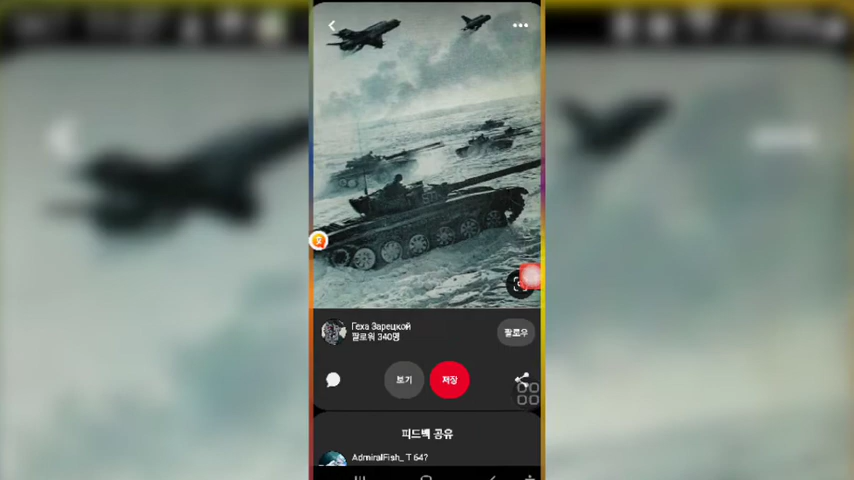 Геха Зарецкой
팔로워 340명
팔로우
보기
저장
피드백 공유
AdmiralFish_ T 64?